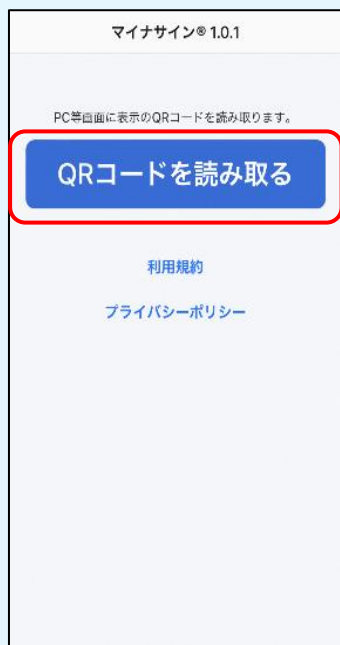 マイナサイン® 1.0.1
PC等画面に表示のQRコードを読み取ります。
QRコードを読み取る
利用規約
プライバシーポリシー